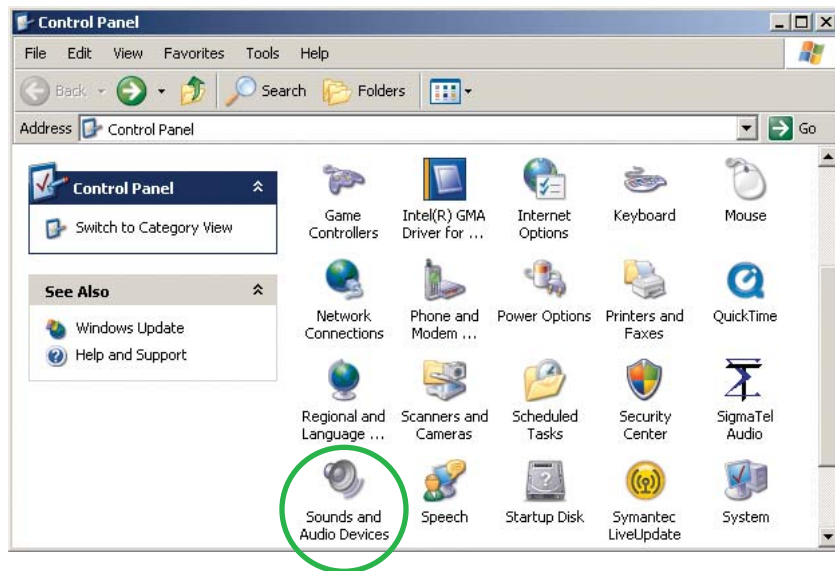 Control Panel
File Edit View Favorites Tools Help
Back Search Folders
Address Control Panel Go
Control Panel
Switch to Category View
See Also
Windows Update
Help and Support
Game
Controllers
Intel(R) GMA
Driver for ...
Internet
Options
Keyboard
Mouse
Network
Connections
Phone and
Modem ...
Power Options
Printers and
Faxes
QuickTime
Regional and
Language ...
Scanners and
Cameras
Scheduled
Tasks
Security
Center
SigmaTel
Audio
Sounds and
Audio Devices
Speech
Startup Disk
Symantec
LiveUpdate
System